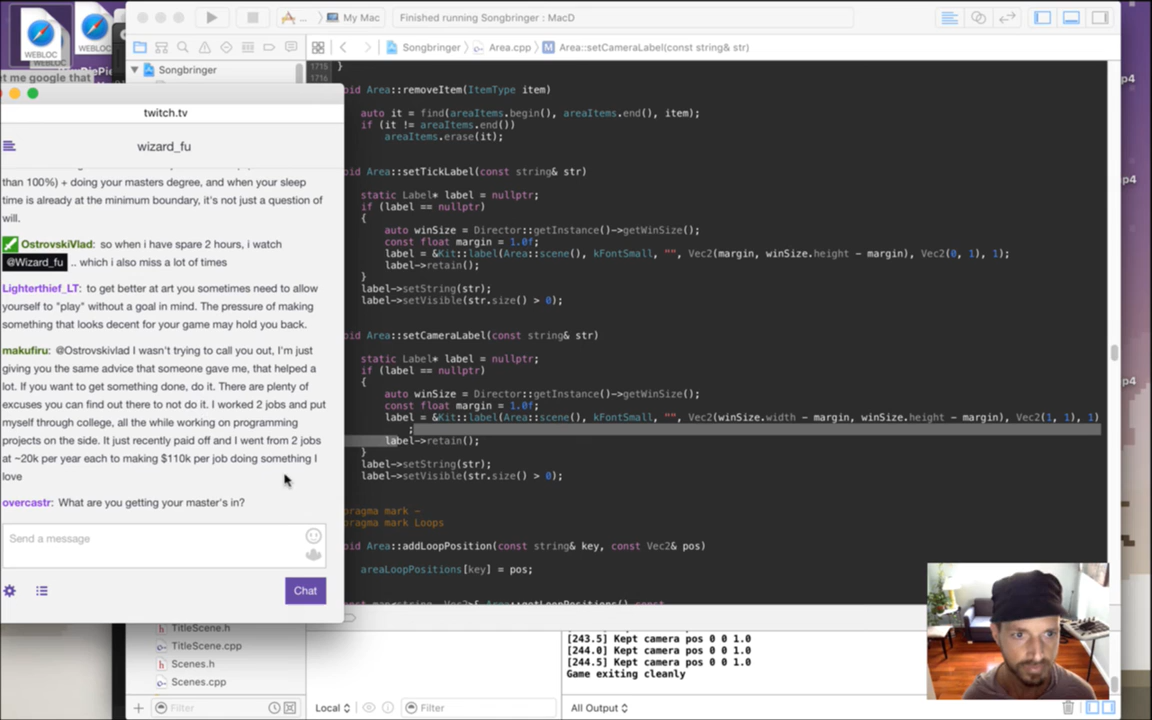 ... My Mac Finished running Songbringer : MacD
WEBLOC WEBLOC
et me google that
Songbringer Area.cpp M Area::setCameraLabel(const string& str)
Songbringer
1715 }
1716
oid Area::removeItem(ItemType item)
auto it = find(areaItems.begin(), areaItems.end(), item);
if (it != areaItems.end())
areaItems.erase(it);
oid Area::setTickLabel(const string& str)
static Label* label = nullptr;
if (label == nullptr)
{
auto winSize = Director::getInstance()->getWinSize();
const float margin = 1.0f;
label = &Kit::label(Area::scene(), kFontSmall, "", Vec2(margin, winSize.height - margin), Vec2(0, 1), 1);
label->retain();
}
label->setString(str);
label->setVisible(str.size() > 0);
oid Area::setCameraLabel(const string& str)
static Label* label = nullptr;
if (label == nullptr)
{
auto winSize = Director::getInstance()->getWinSize();
const float margin = 1.0f;
label = &Kit::label(Area::scene(), kFontSmall, "", Vec2(winSize.width - margin, winSize.height - margin), Vec2(1, 1), 1)
;
label->retain();
}
label->setString(str);
label->setVisible(str.size() > 0);
pragma mark -
pragma mark Loops
oid Area::addLoopPosition(const string& key, const Vec2& pos)
areaLoopPositions[key] = pos;
twitch.tv
wizard_fu
than 100%) + doing your masters degree, and when your sleep
time is already at the minimum boundary, it's not just a question of
will.
OstrovskiVlad: so when i have spare 2 hours, i watch
@Wizard_fu .. which i also miss a lot of times
Lighterthief_LT: to get better at art you sometimes need to allow
yourself to "play" without a goal in mind. The pressure of making
something that looks decent for your game may hold you back.
makufiru: @Ostrovskivlad I wasn't trying to call you out, I'm just
giving you the same advice that someone gave me, that helped a
lot. If you want to get something done, do it. There are plenty of
excuses you can find out there to not do it. I worked 2 jobs and put
myself through college, all the while working on programming
projects on the side. It just recently paid off and I went from 2 jobs
at ~20k per year each to making $110k per job doing something I
love
overcastr: What are you getting your master's in?
Send a message
Chat
TitleScene.h
TitleScene.cpp
Scenes.h
Scenes.cpp
[243.5] Kept camera pos 0 0 1.0
[244.0] Kept camera pos 0 0 1.0
[244.5] Kept camera pos 0 0 1.0
Game exiting cleanly
Filter Local Filter All Output
p4
p4
p4